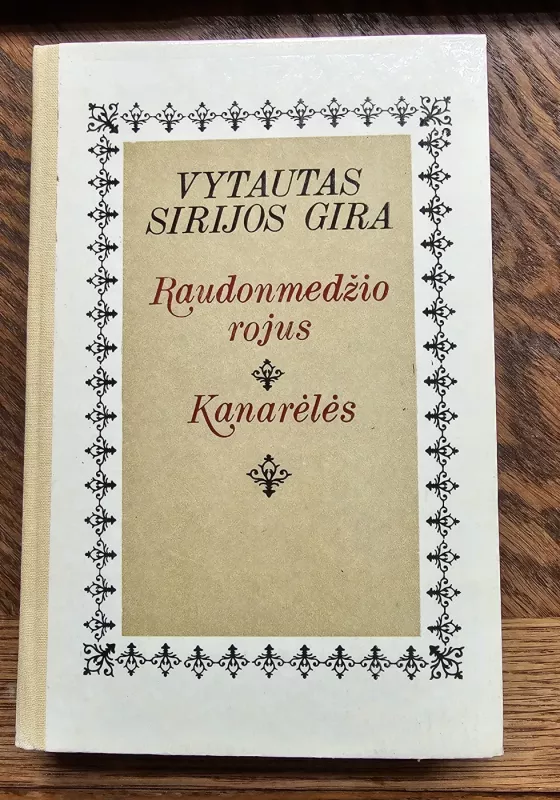 VYTAUTAS
SIRIJOS GIRA
Raudonmedžio
rojus
Kanarėlės